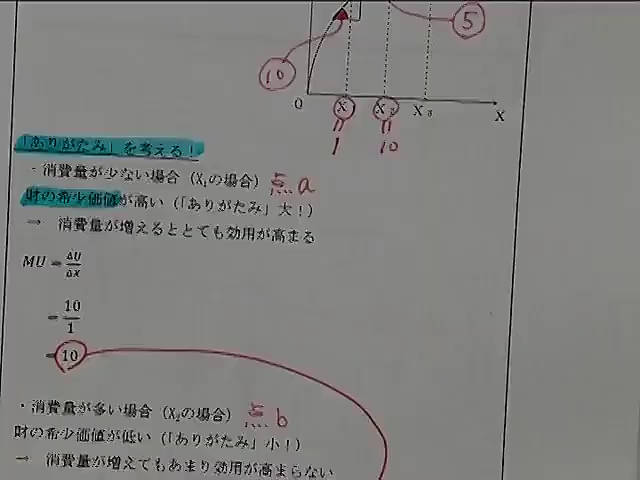 5
10
0 X₁ X₂ X₃ X
1 10
「ありがたみ」を考える！
・消費量が少ない場合（X₁の場合） 点a
財の希少価値が高い（「ありがたみ」大！）
→ 消費量が増えるととても効用が高まる
MU = ΔU/ΔX
= 10/1
= 10
・消費量が多い場合（X₂の場合） 点b
財の希少価値が低い（「ありがたみ」小！）
→ 消費量が増えてもあまり効用が高まらない